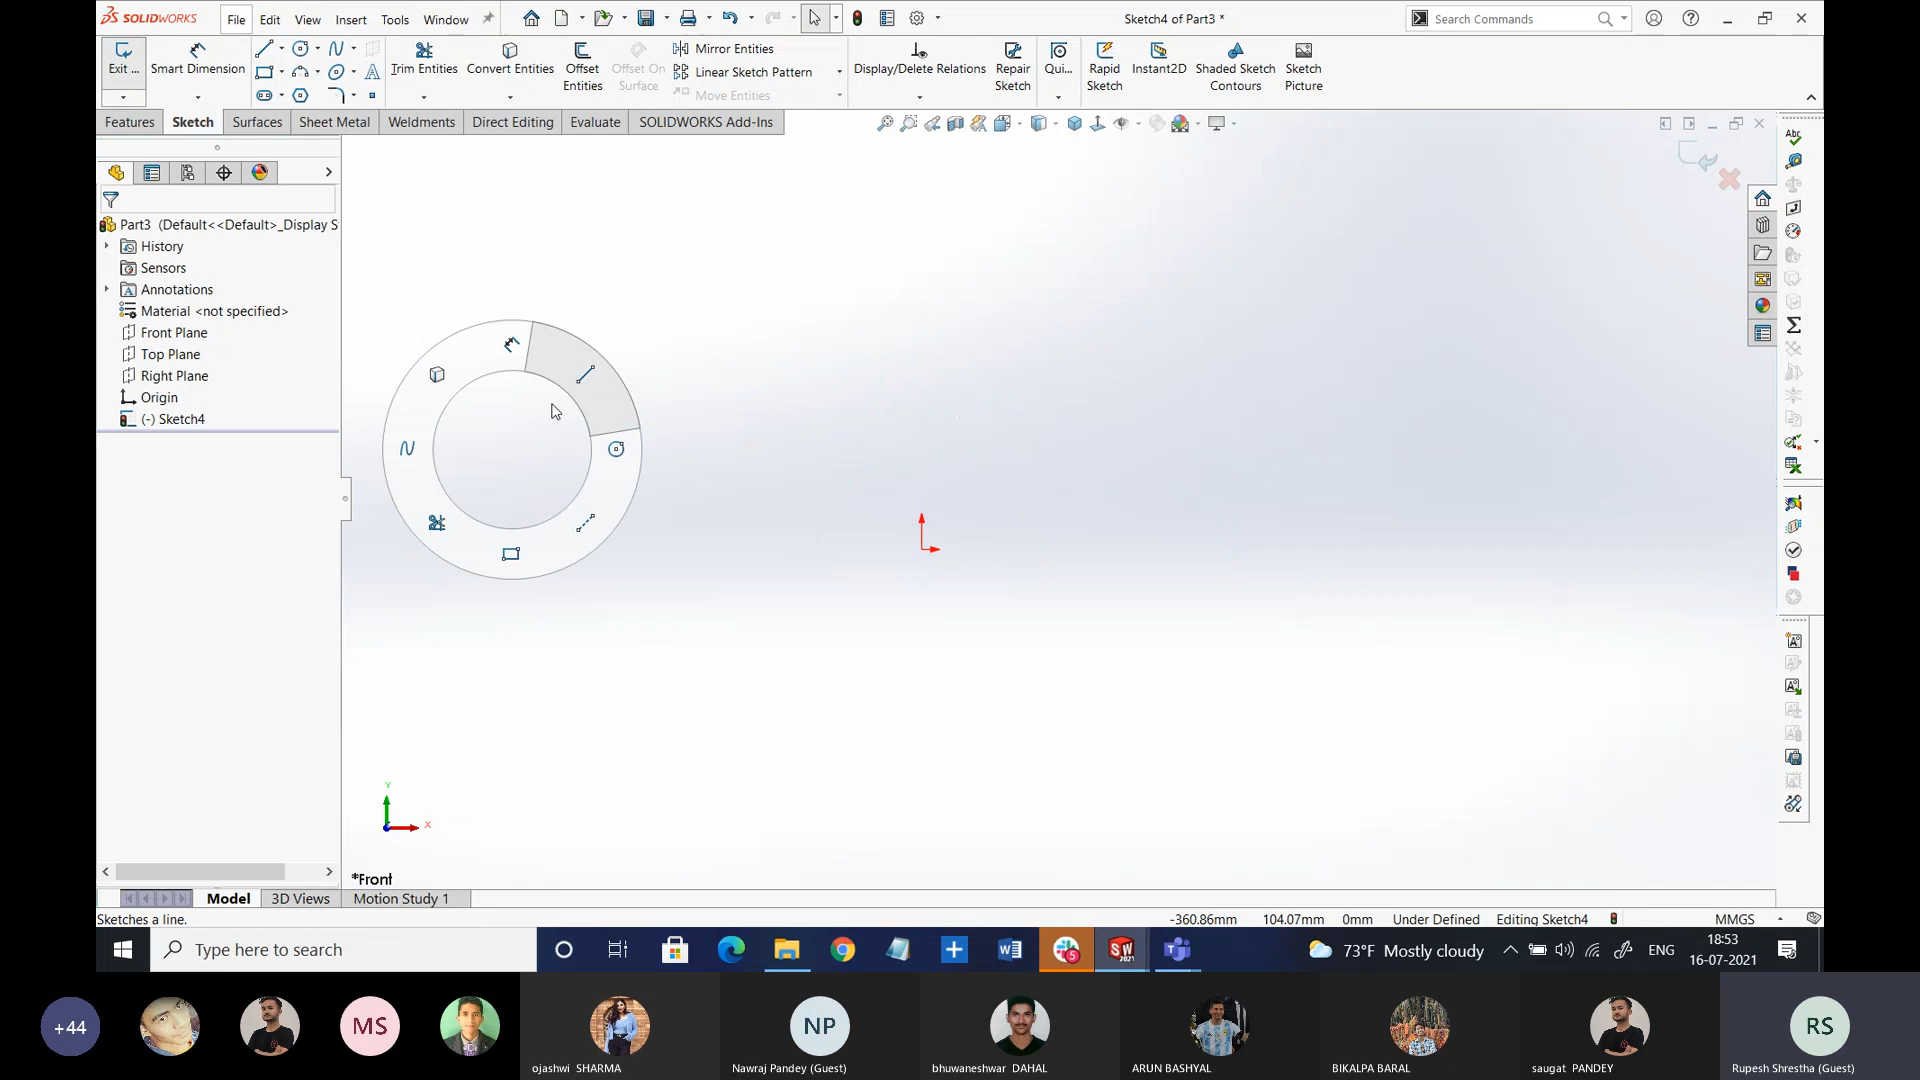 SOLIDWORKS File Edit View Insert Tools Window Sketch4 of Part3 * Search Commands
Exit ... Smart Dimension Trim Entities Convert Entities Offset Entities Offset On Surface Mirror Entities Linear Sketch Pattern Move Entities Display/Delete Relations Repair Sketch Qui... Rapid Sketch Instant2D Shaded Sketch Contours Sketch Picture
Features Sketch Surfaces Sheet Metal Weldments Direct Editing Evaluate SOLIDWORKS Add-Ins
Part3 (Default<<Default>_Display S
History
Sensors
Annotations
Material <not specified>
Front Plane
Top Plane
Right Plane
Origin
(-) Sketch4
Abc
Y
X
*Front
Model 3D Views Motion Study 1
Sketches a line. -360.86mm 104.07mm 0mm Under Defined Editing Sketch4 MMGS
Type here to search 73°F Mostly cloudy ENG 18:53
16-07-2021
+44 MS NP RS
ojashwi SHARMA Nawraj Pandey (Guest) bhuwaneshwar DAHAL ARUN BASHYAL BIKALPA BARAL saugat PANDEY Rupesh Shrestha (Guest)